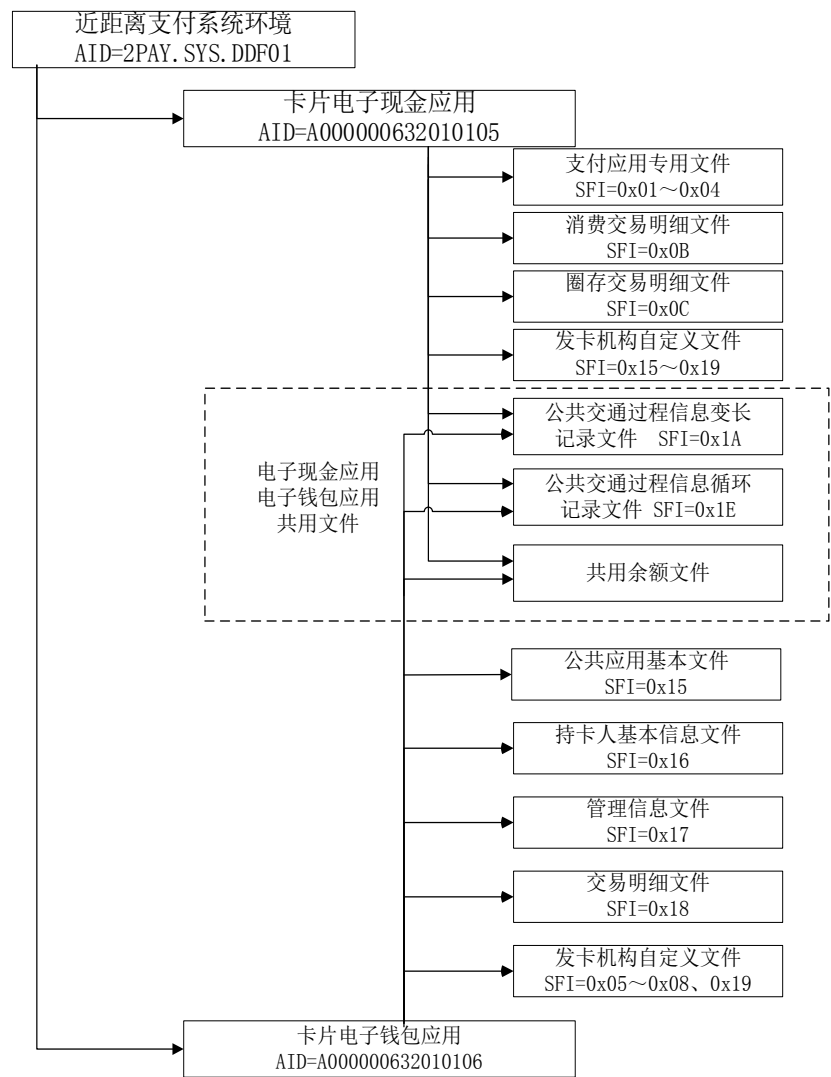 近距离支付系统环境
AID=2PAY.SYS.DDF01
卡片电子现金应用
AID=A000000632010105
支付应用专用文件
SFI=0x01～0x04
消费交易明细文件
SFI=0x0B
圈存交易明细文件
SFI=0x0C
发卡机构自定义文件
SFI=0x15～0x19
电子现金应用
电子钱包应用
共用文件
公共交通过程信息变长
记录文件 SFI=0x1A
公共交通过程信息循环
记录文件 SFI=0x1E
共用余额文件
公共应用基本文件
SFI=0x15
持卡人基本信息文件
SFI=0x16
管理信息文件
SFI=0x17
交易明细文件
SFI=0x18
发卡机构自定义文件
SFI=0x05～0x08、0x19
卡片电子钱包应用
AID=A000000632010106